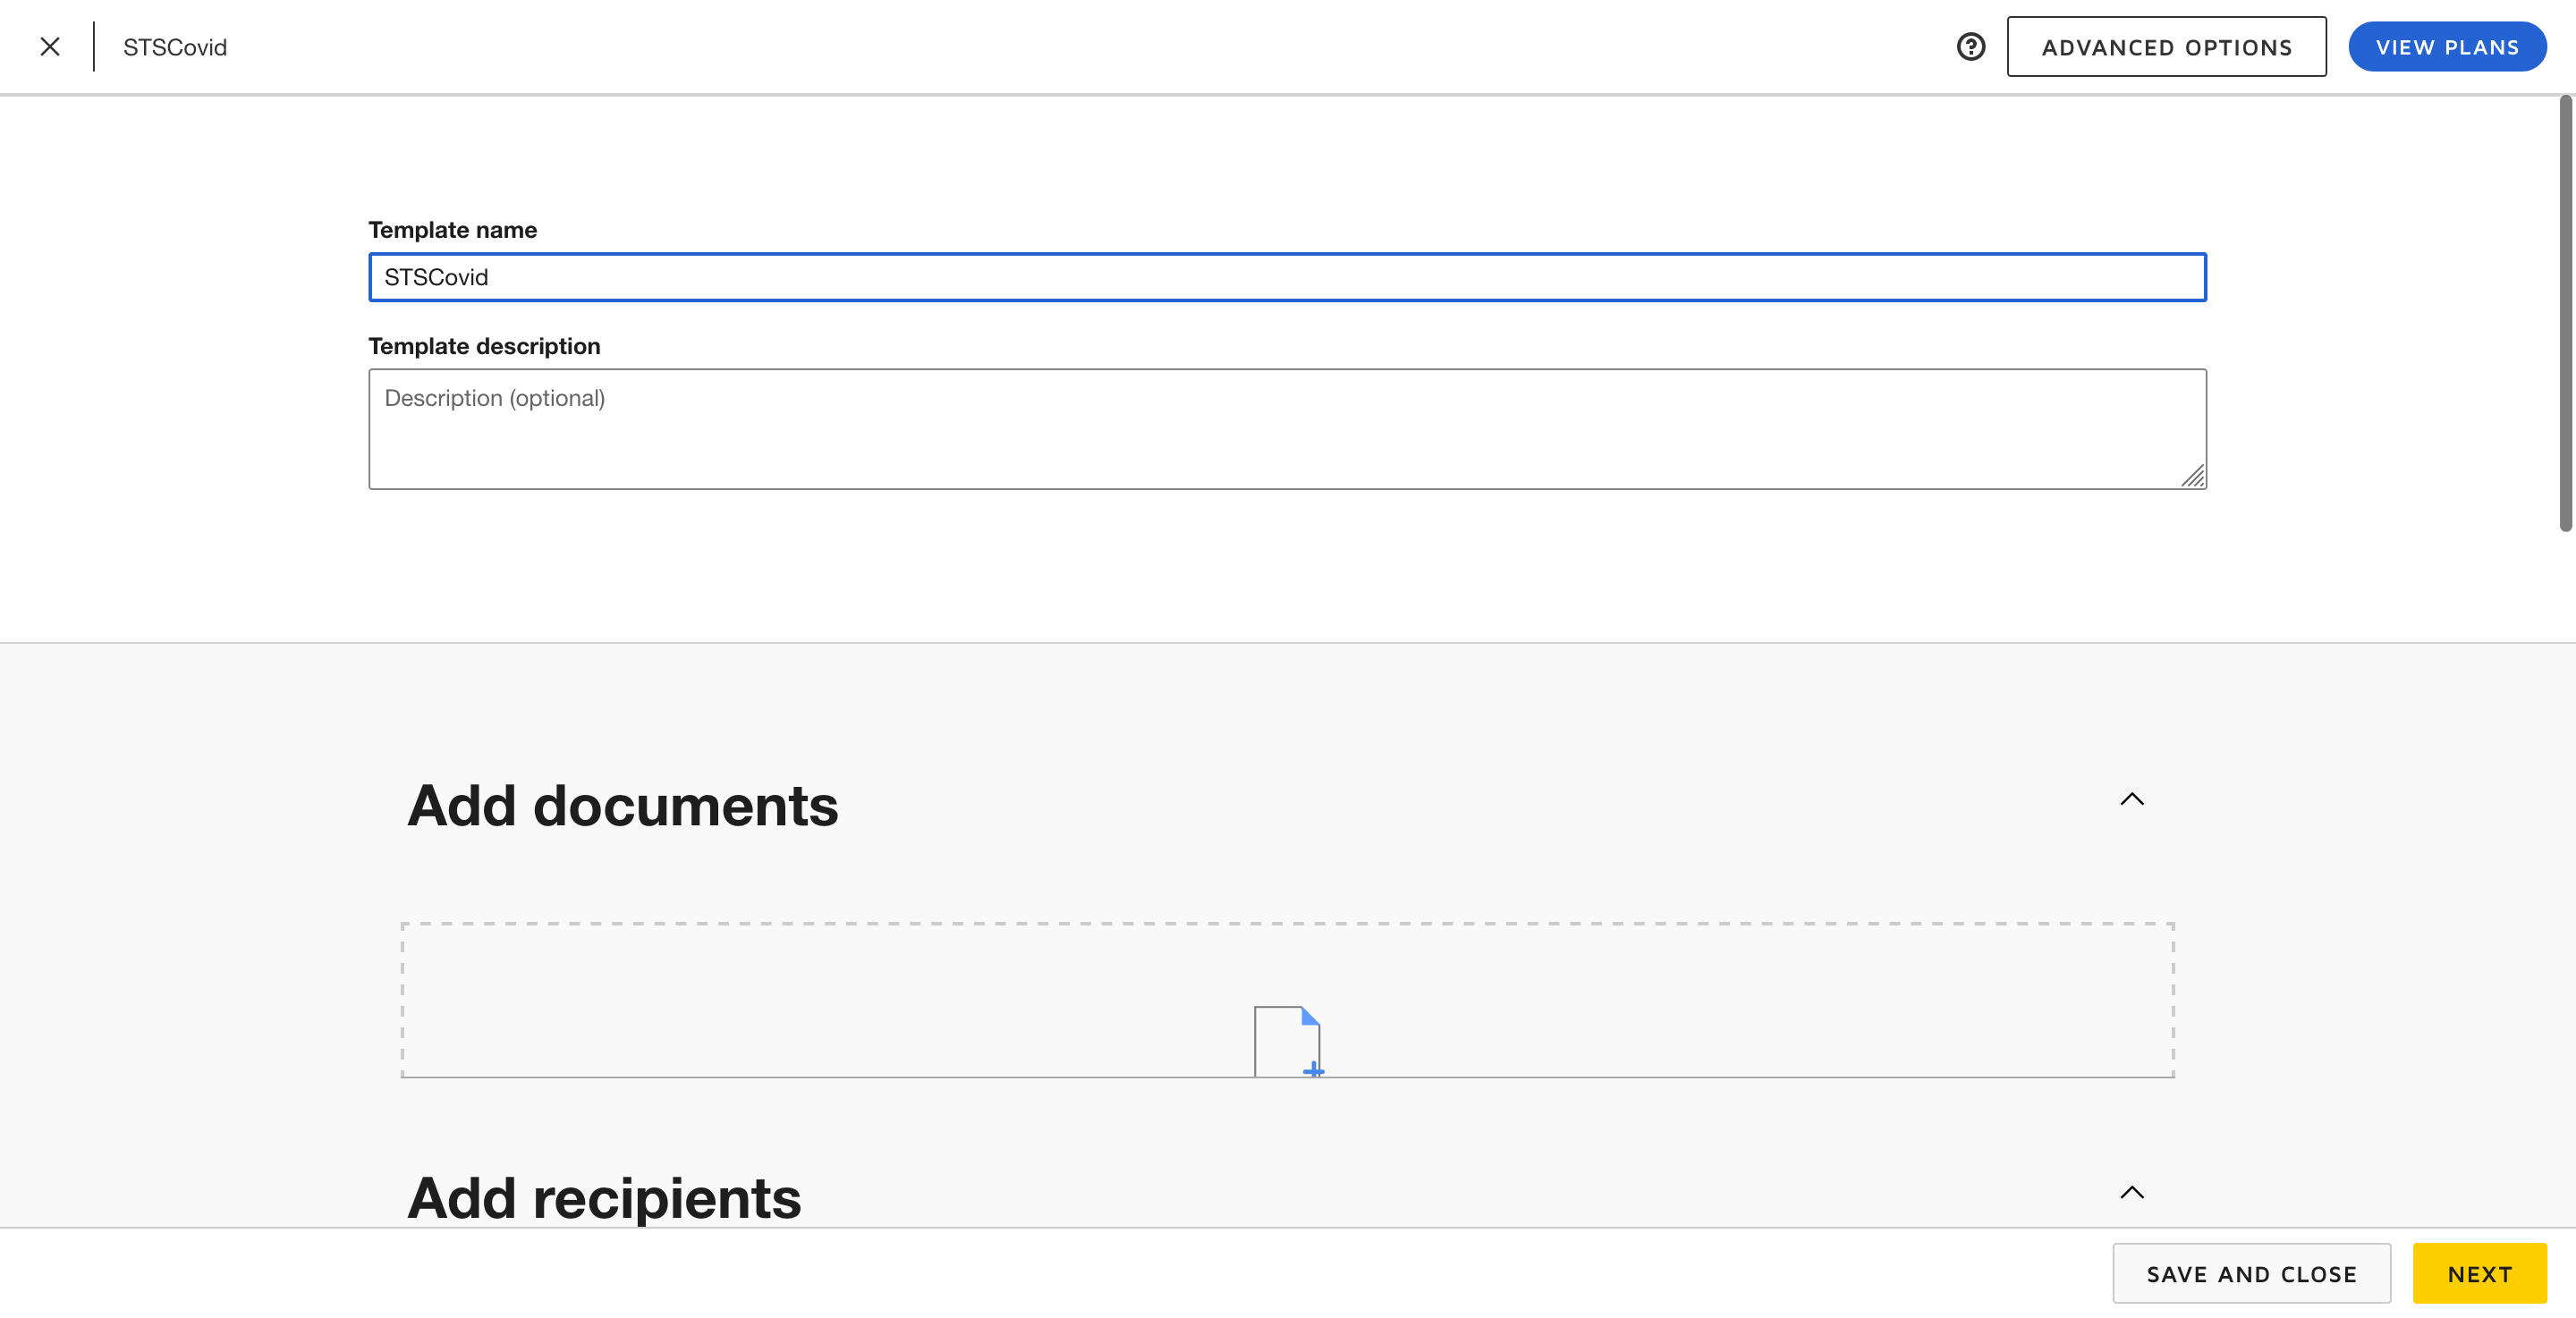 STSCovid
ADVANCED OPTIONS
VIEW PLANS
Template name
STSCovid
Template description
Description (optional)
Add documents
Add recipients
SAVE AND CLOSE
NEXT